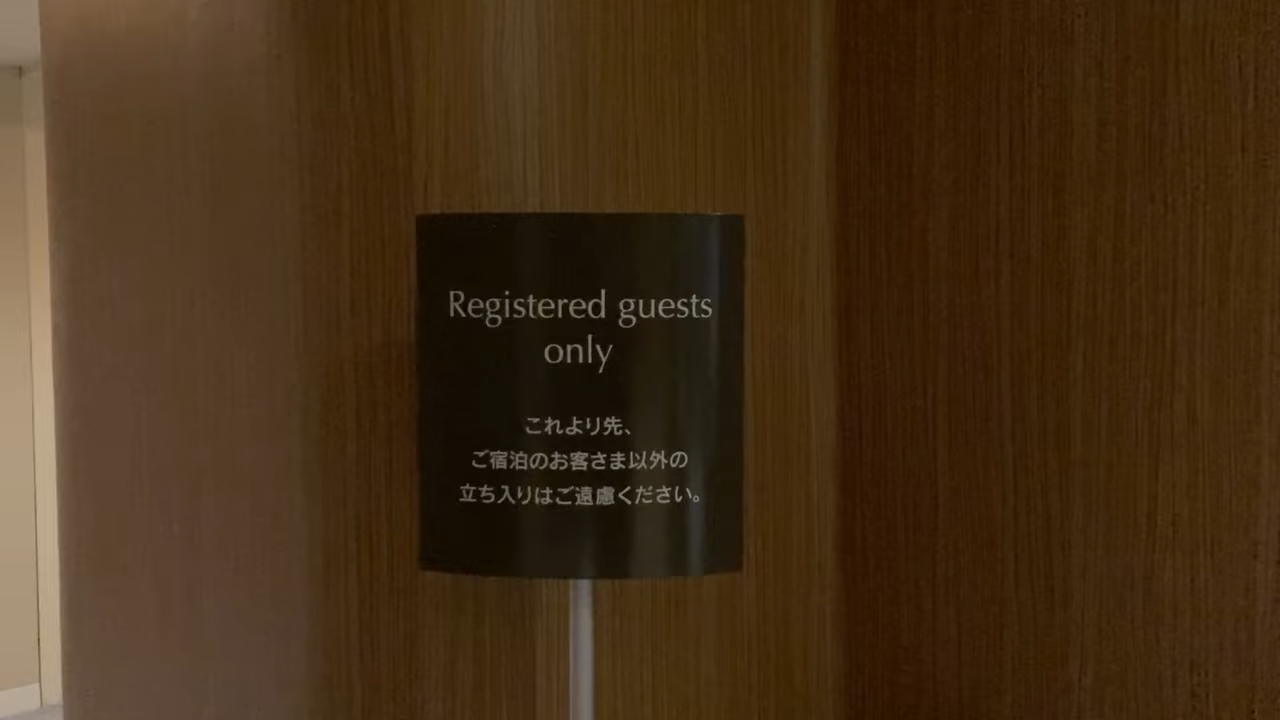 Registered guests
only
これより先、
ご宿泊のお客さま以外の
立ち入りはご遠慮ください。